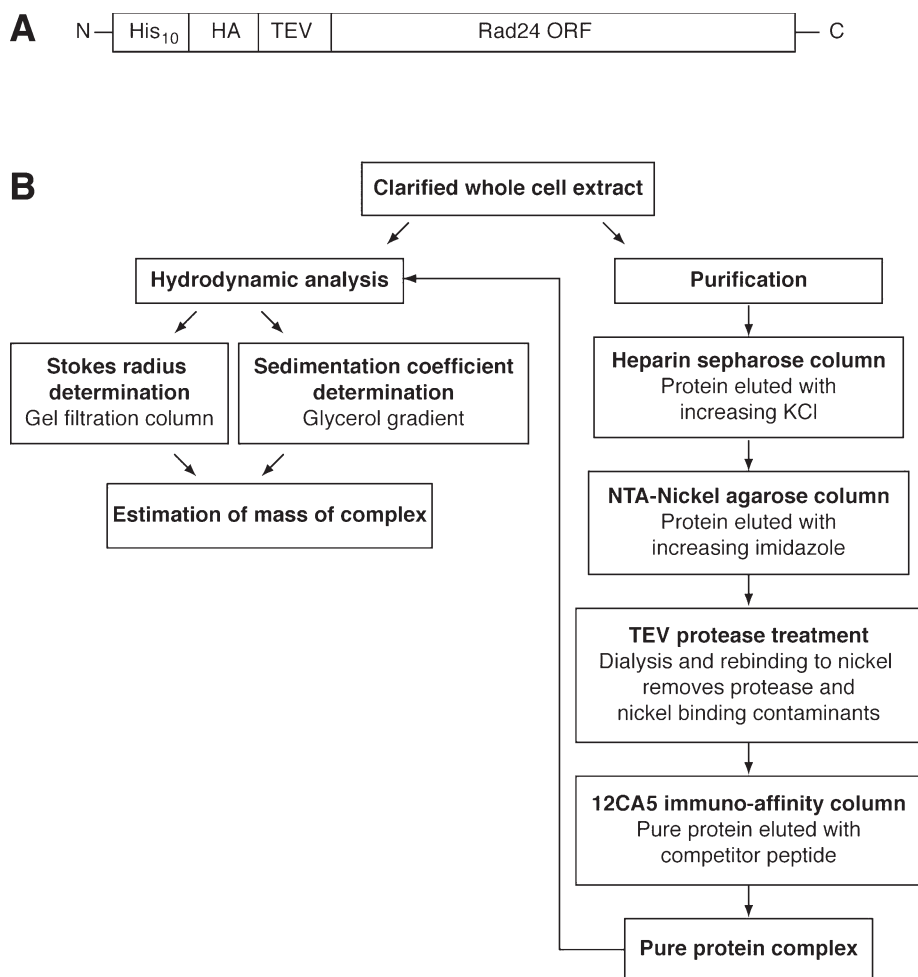 A
N
His10
HA
TEV
Rad24 ORF
C
B
Clarified whole cell extract
Hydrodynamic analysis
Purification
Stokes radius
determination
Gel filtration column
Sedimentation coefficient
determination
Glycerol gradient
Estimation of mass of complex
Heparin sepharose column
Protein eluted with
increasing KCl
NTA-Nickel agarose column
Protein eluted with
increasing imidazole
TEV protease treatment
Dialysis and rebinding to nickel
removes protease and
nickel binding contaminants
12CA5 immuno-affinity column
Pure protein eluted with
competitor peptide
Pure protein complex